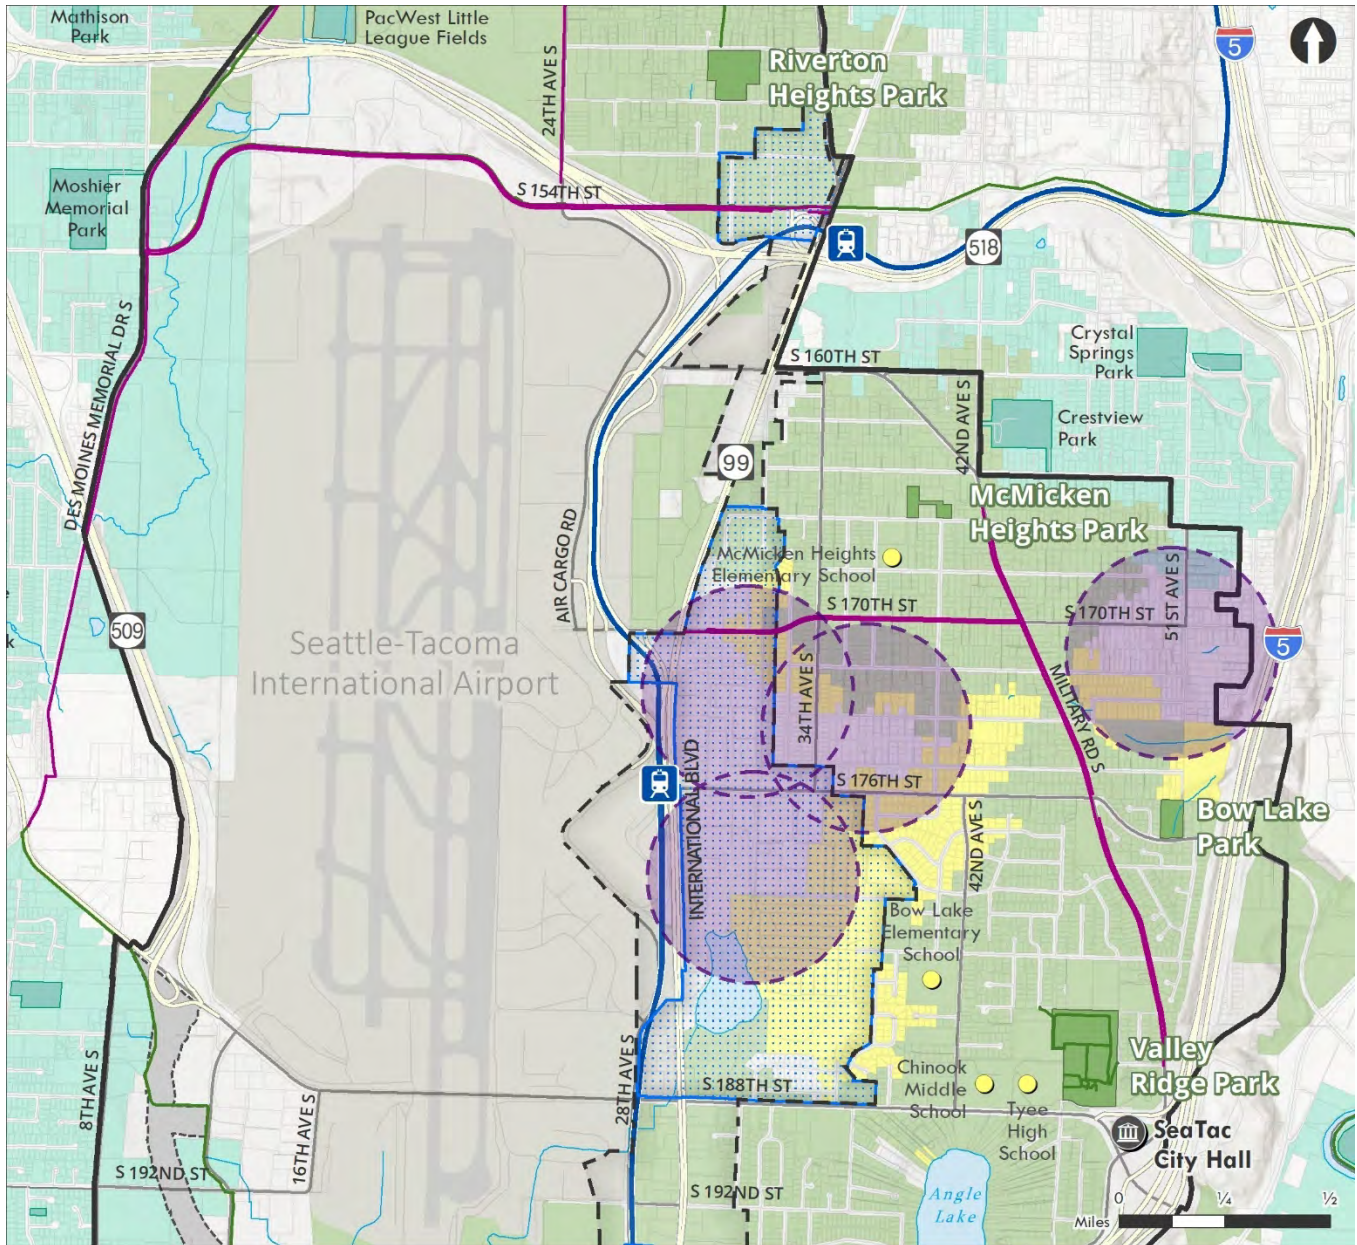 Mathison
Park
PacWest Little
League Fields
24TH AVE S
Riverton
Heights Park
5
Moshier
Memorial
Park
S 154TH ST
518
DES MOINES MEMORIAL DR S
S 160TH ST
Crystal
Springs
Park
42ND AVE S
Crestview
Park
99
McMicken
Heights Park
AIR CARGO RD
McMicken Heights
Elementary School
51ST AVE S
S 170TH ST
S 170TH ST
509
5
Seattle-Tacoma
International Airport
34TH AVE S
MILITARY RD S
INTERNATIONAL BLVD
S 176TH ST
Bow Lake
Park
42ND AVE S
Bow Lake
Elementary
School
8TH AVE S
16TH AVE S
28TH AVE S
S 188TH ST
Chinook
Middle
School
Tyee
High
School
Valley
Ridge Park
SeaTac
City Hall
S 192ND ST
S 192ND ST
Angle
Lake
0 ¼ ½
Miles